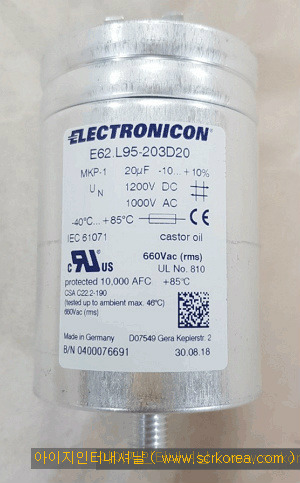 ELECTRONICON®
E62.L95-203D20
MKP-1 20µF -10... +10%
UN 1200V DC
1000V AC
-40°C... +85°C CE
IEC 61071 castor oil
660Vac (rms)
UL No. 810
protected 10,000 AFC +85°C
CSA C22.2-190
(tested up to ambient max. 46°C)
660Vac (rms)
Made in Germany D07549 Gera Keplerstr. 2
B/N 0400076691 30.08.18
아이지인터내셔날 ( www.scrkorea.com )